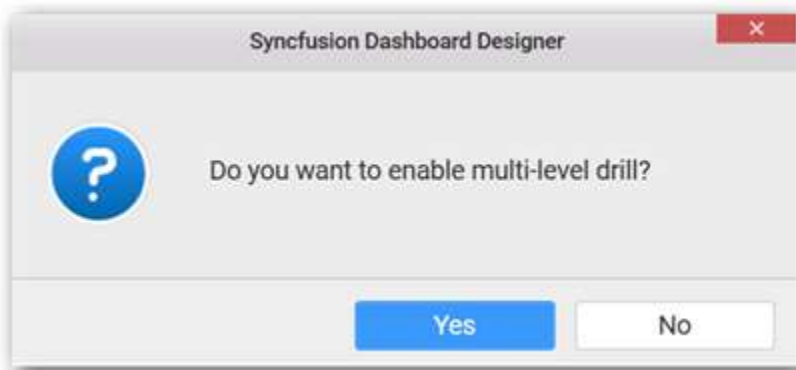 Syncfusion Dashboard Designer
Do you want to enable multi-level drill?
Yes
No